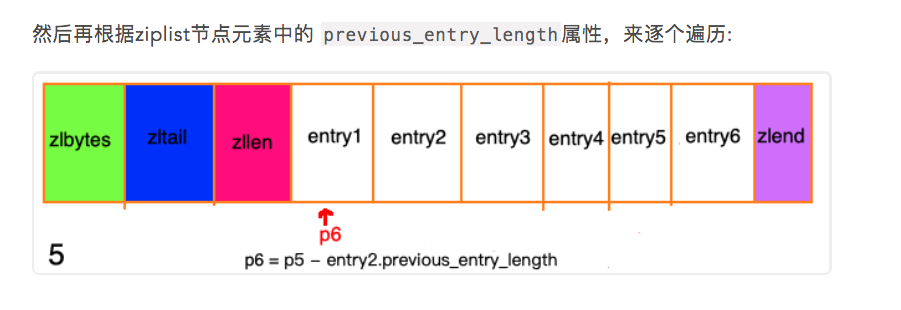 然后再根据ziplist节点元素中的 previous_entry_length属性，来逐个遍历:
zlbytes zltail zllen entry1 entry2 entry3 entry4 entry5 entry6 zlend
p6
5
p6 = p5 – entry2.previous_entry_length